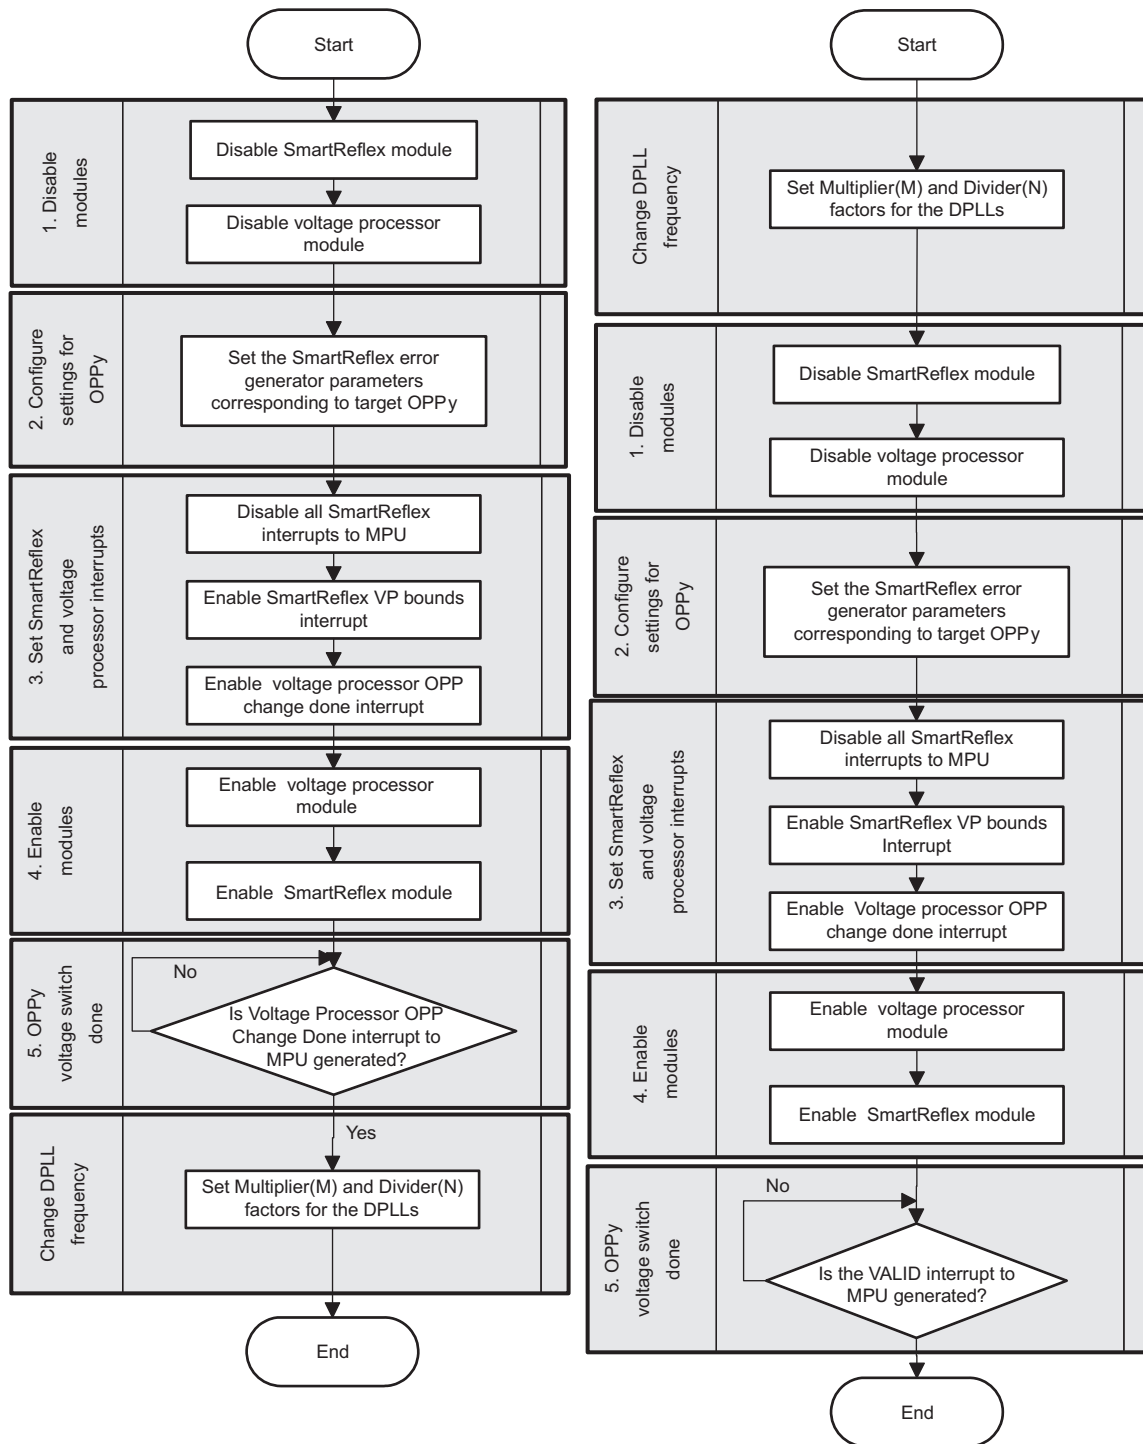 Start
1. Disable
modules
Disable SmartReflex module
Disable voltage processor
module
2. Configure
settings for
OPPy
Set the SmartReflex error
generator parameters
corresponding to target OPPy
3. Set SmartReflex
and voltage
processor interrupts
Disable all SmartReflex
interrupts to MPU
Enable SmartReflex VP bounds
interrupt
Enable voltage processor OPP
change done interrupt
4. Enable
modules
Enable voltage processor
module
Enable SmartReflex module
5. OPPy
voltage switch
done
No
Is Voltage Processor OPP
Change Done interrupt to
MPU generated?
Yes
Change DPLL
frequency
Set Multiplier(M) and Divider(N)
factors for the DPLLs
End
Start
Change DPLL
frequency
Set Multiplier(M) and Divider(N)
factors for the DPLLs
1. Disable
modules
Disable SmartReflex module
Disable voltage processor
module
2. Configure
settings for
OPPy
Set the SmartReflex error
generator parameters
corresponding to target OPPy
3. Set SmartReflex
and voltage
processor interrupts
Disable all SmartReflex
interrupts to MPU
Enable SmartReflex VP bounds
Interrupt
Enable Voltage processor OPP
change done interrupt
4. Enable
modules
Enable voltage processor
module
Enable SmartReflex module
5. OPPy
voltage switch
done
No
Is the VALID interrupt to
MPU generated?
End